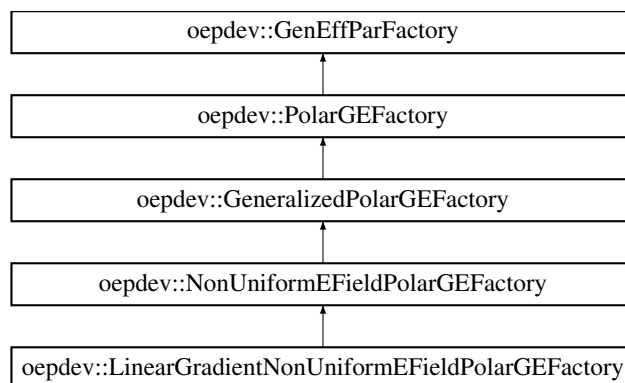 oepdev::GenEffParFactory
oepdev::PolarGEFactory
oepdev::GeneralizedPolarGEFactory
oepdev::NonUniformEFieldPolarGEFactory
oepdev::LinearGradientNonUniformEFieldPolarGEFactory